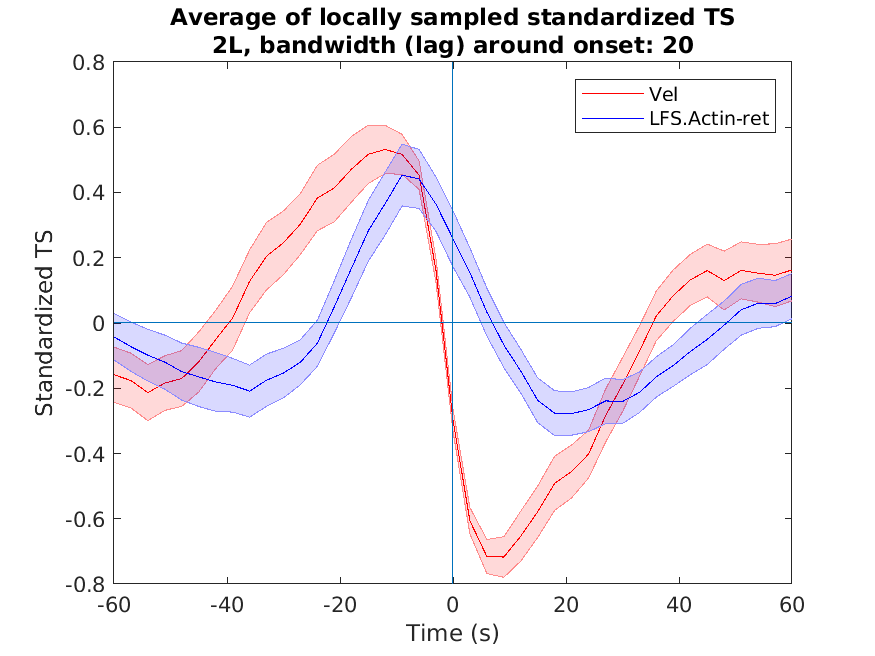 Average of locally sampled standardized TS
2L, bandwidth (lag) around onset: 20
Vel
LFS.Actin-ret
Standardized TS
0.8
0.6
0.4
0.2
0
-0.2
-0.4
-0.6
-0.8
-60
-40
-20
0
20
40
60
Time (s)